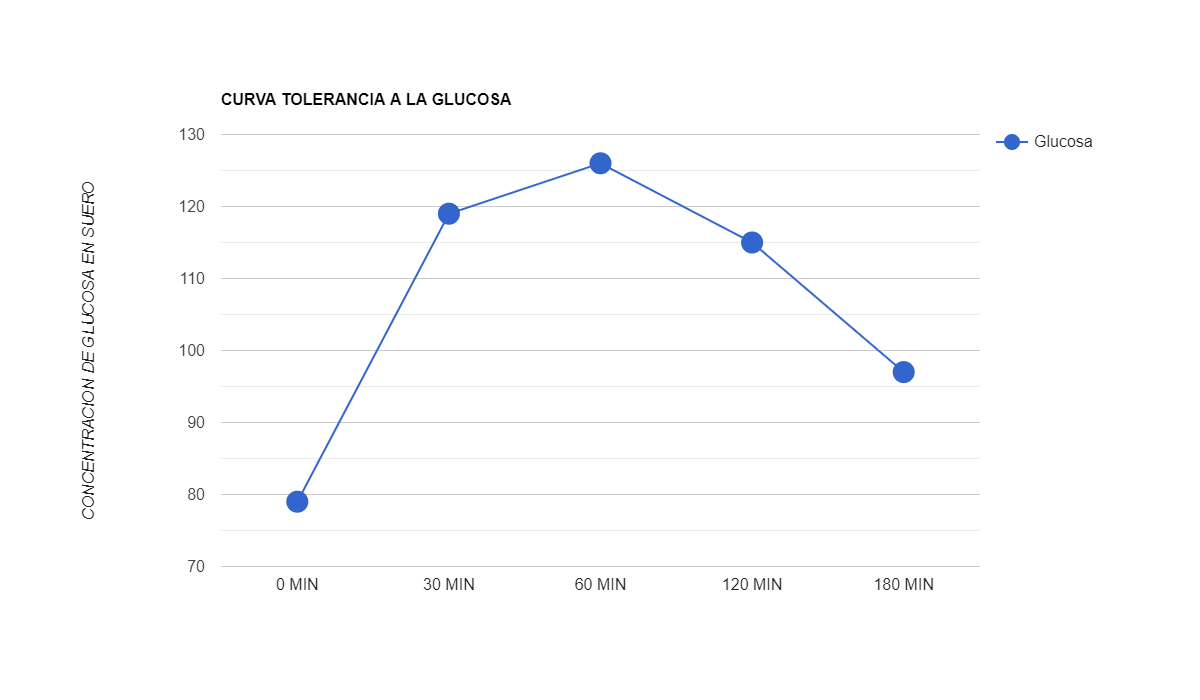 CURVA TOLERANCIA A LA GLUCOSA
Glucosa
CONCENTRACION DE GLUCOSA EN SUERO
130
120
110
100
90
80
70
0 MIN
30 MIN
60 MIN
120 MIN
180 MIN